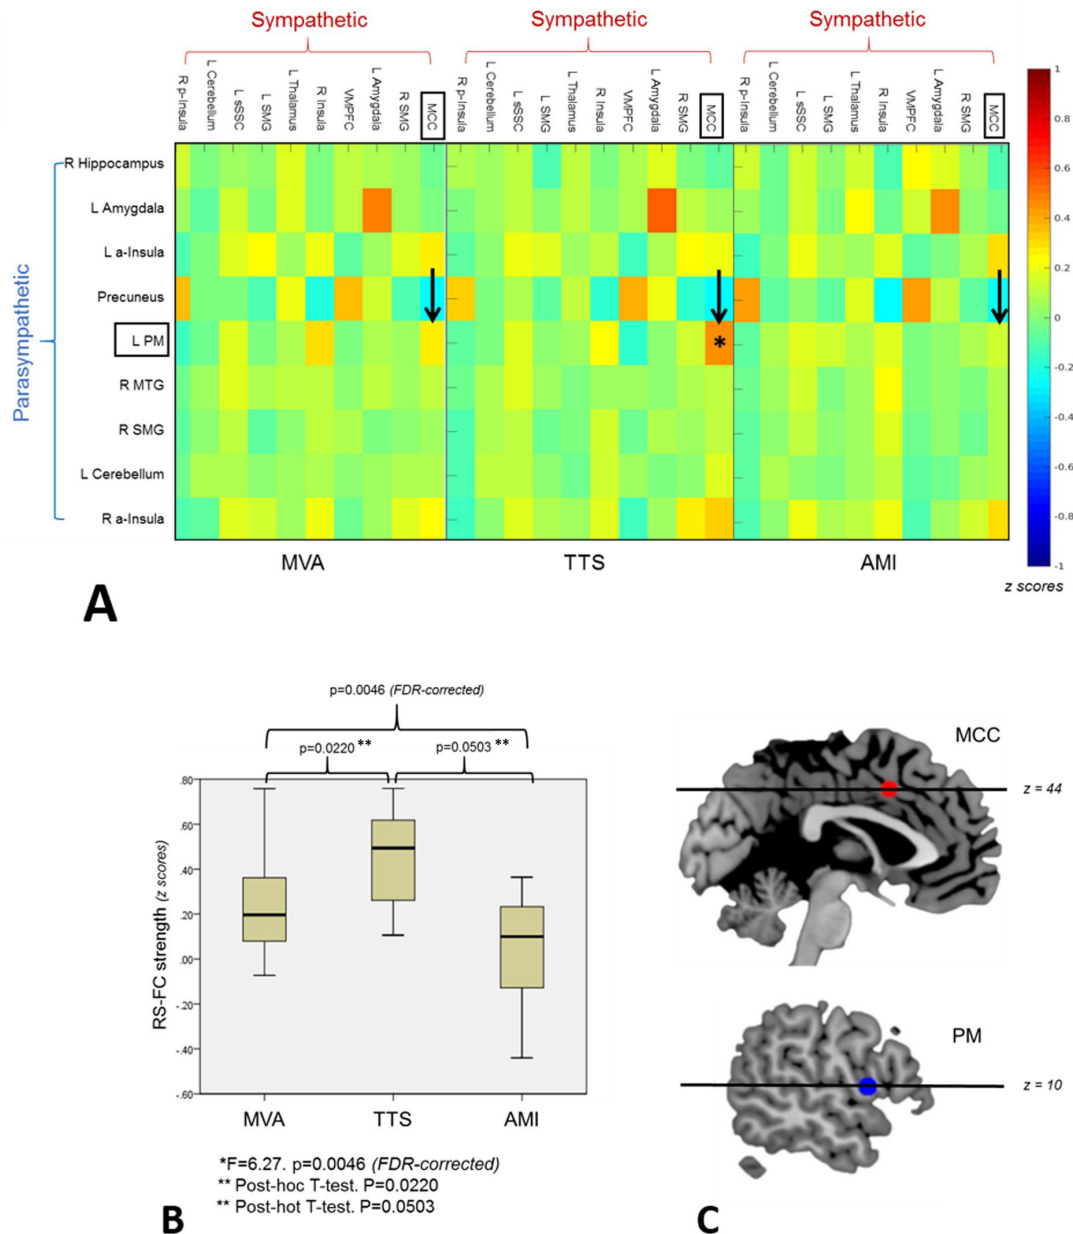 Sympathetic Sympathetic Sympathetic
R p-Insula L Cerebellum L sSSC L SMG L Thalamus R Insula VMPFC L Amygdala R SMG MCC R p-Insula L Cerebellum L sSSC L SMG L Thalamus R Insula VMPFC L Amygdala R SMG MCC R p-Insula L Cerebellum L sSSC L SMG L Thalamus R Insula VMPFC L Amygdala R SMG MCC
Parasympathetic
R Hippocampus
L Amygdala
L a-Insula
Precuneus
L PM
*
R MTG
R SMG
L Cerebellum
R a-Insula
1
0.8
0.6
0.4
0.2
0
-0.2
-0.4
-0.6
-0.8
-1
z scores
MVA TTS AMI
A
p=0.0046 (FDR-corrected)
p=0.0220 ** p=0.0503 **
RS-FC strength (z scores)
.80
.60
.40
.20
.00
-.20
-.40
-.60
MVA TTS AMI
*F=6.27. p=0.0046 (FDR-corrected)
** Post-hoc T-test. P=0.0220
** Post-hot T-test. P=0.0503
B
MCC
z = 44
PM
z = 10
C